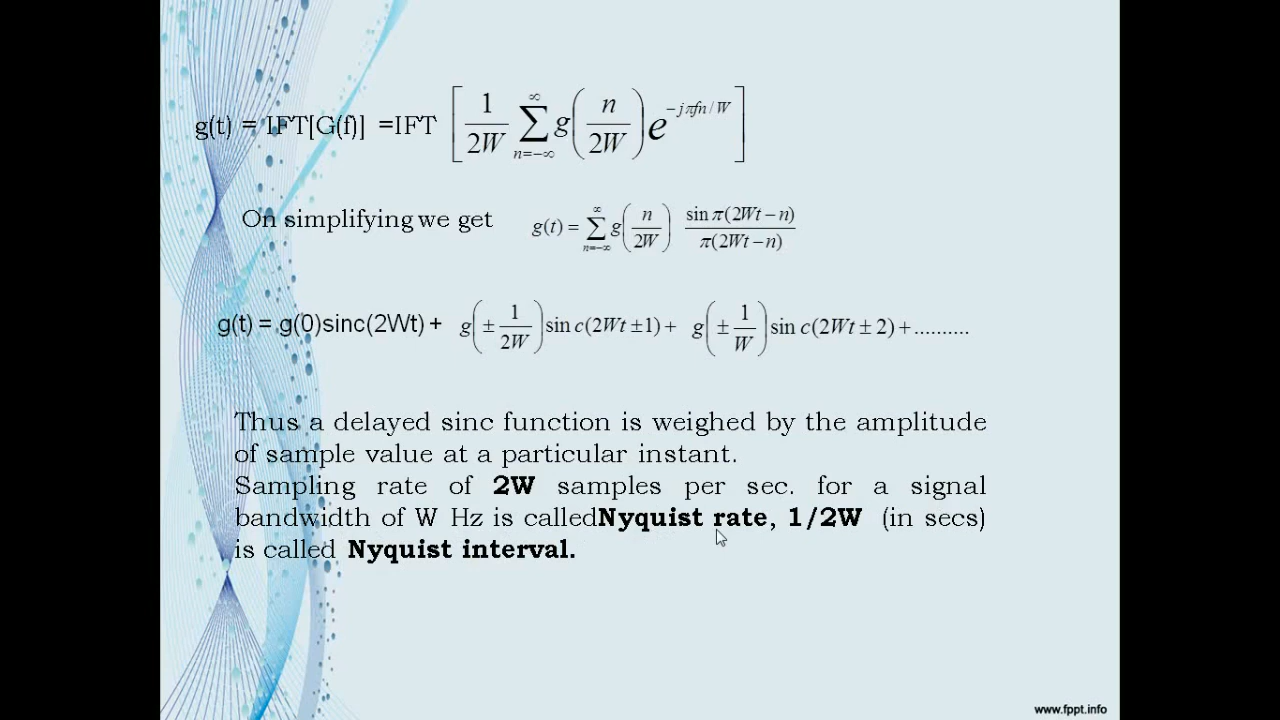 g(t) = IFT[G(f)] =IFT [ 1/2W ∑_{n=-∞}^{∞} g(n/2W) e^{-jπfn/W} ]
On simplifying we get g(t) = ∑_{n=-∞}^{∞} g(n/2W) sin π(2Wt-n) / π(2Wt-n)
g(t) = g(0)sinc(2Wt) + g(± 1/2W) sin c(2Wt ±1) + g(± 1/W) sin c(2Wt ± 2) + ..........
Thus a delayed sinc function is weighed by the amplitude
of sample value at a particular instant.
Sampling rate of 2W samples per sec. for a signal
bandwidth of W Hz is calledNyquist rate, 1/2W (in secs)
is called Nyquist interval.
www.fppt.info